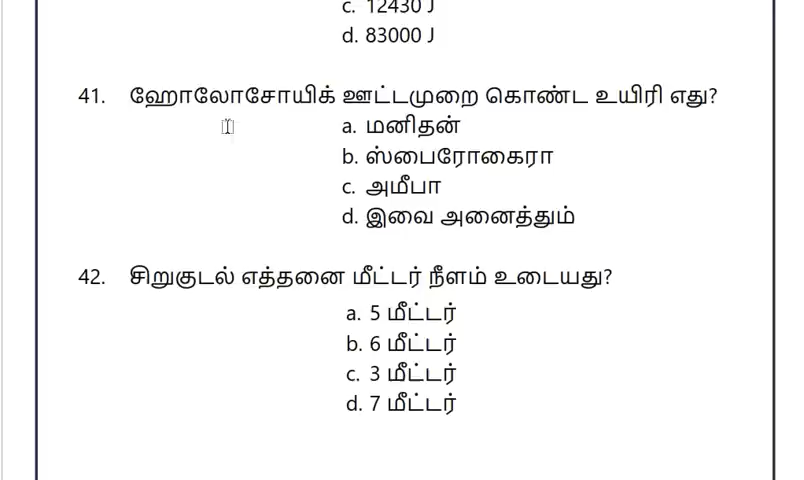 c. 12430 J
d. 83000 J
41. ஹோலோசோயிக் ஊட்டமுறை கொண்ட உயிரி எது?
a. மனிதன்
b. ஸ்பைரோகைரா
c. அமீபா
d. இவை அனைத்தும்
42. சிறுகுடல் எத்தனை மீட்டர் நீளம் உடையது?
a. 5 மீட்டர்
b. 6 மீட்டர்
c. 3 மீட்டர்
d. 7 மீட்டர்